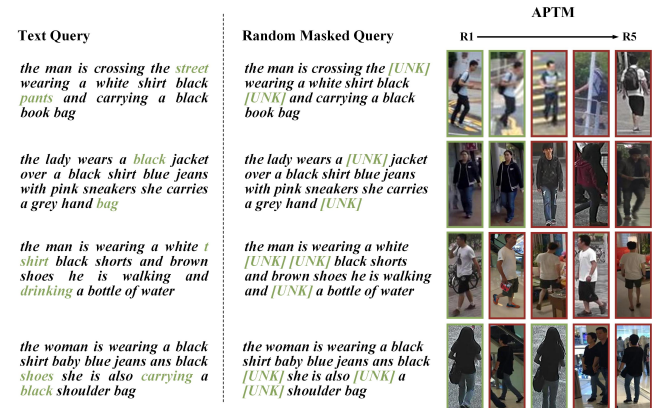 APTM
Text Query
Random Masked Query
R1
R5
the man is crossing the street
wearing a white shirt black
pants and carrying a black
book bag
the man is crossing the [UNK]
wearing a white shirt black
[UNK] and carrying a black
book bag
the lady wears a black jacket
over a black shirt blue jeans
with pink sneakers she carries
a grey hand bag
the lady wears a [UNK] jacket
over a black shirt blue jeans
with pink sneakers she carries
a grey hand [UNK]
the man is wearing a white t
shirt black shorts and brown
shoes he is walking and
drinking a bottle of water
the man is wearing a white
[UNK] [UNK] black shorts
and brown shoes he is walking
and [UNK] a bottle of water
the woman is wearing a black
shirt baby blue jeans ans black
shoes she is also carrying a
black shoulder bag
the woman is wearing a black
shirt baby blue jeans ans black
[UNK] she is also [UNK] a
[UNK] shoulder bag